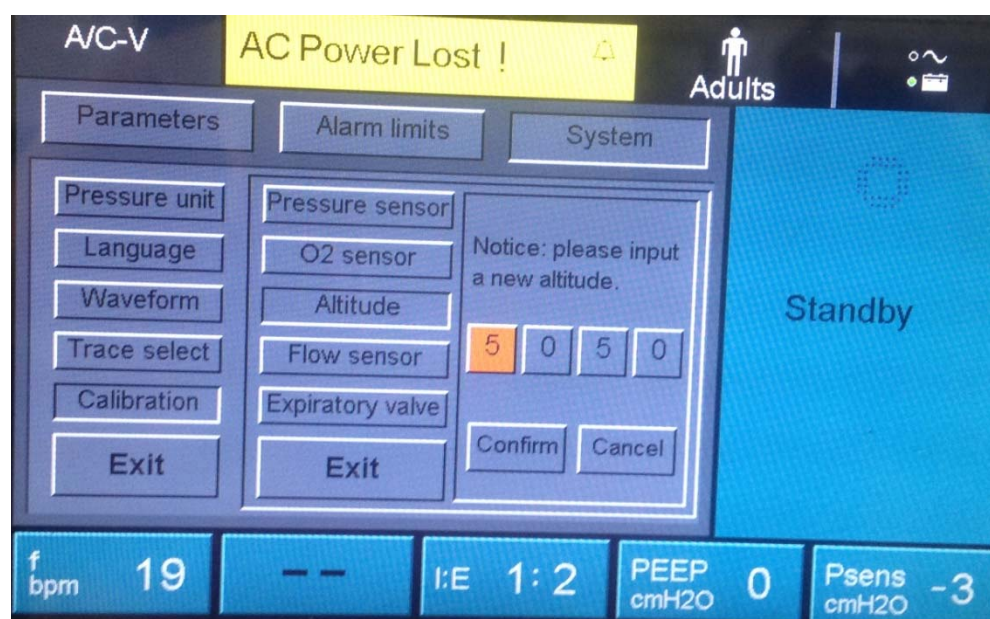 A/C-V
AC Power Lost !
Adults
Parameters
Alarm limits
System
Pressure unit
Language
Waveform
Trace select
Calibration
Exit
Pressure sensor
O2 sensor
Altitude
Flow sensor
Expiratory valve
Exit
Notice: please input
a new altitude.
5 0 5 0
Confirm Cancel
Standby
f
bpm 19
--
I:E 1:2
PEEP
cmH2O 0
Psens
cmH2O -3